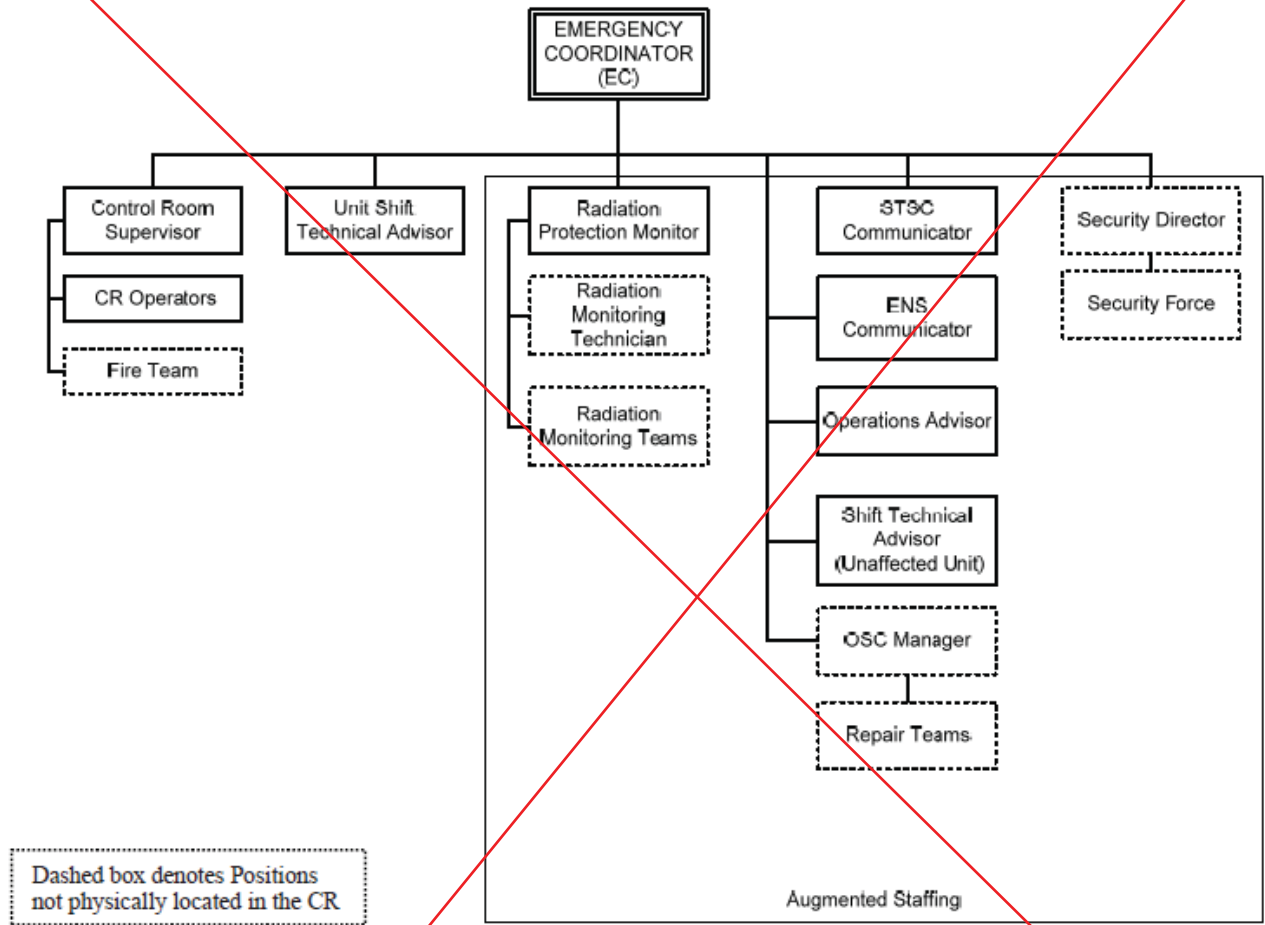 EMERGENCY
COORDINATOR
(EC)
Control Room
Supervisor
CR Operators
Fire Team
Unit Shift
Technical Advisor
Radiation
Protection Monitor
Radiation
Monitoring
Technician
Radiation
Monitoring Teams
STSC
Communicator
ENS
Communicator
Operations Advisor
Shift Technical
Advisor
(Unaffected Unit)
OSC Manager
Repair Teams
Security Director
Security Force
Dashed box denotes Positions
not physically located in the CR
Augmented Staffing